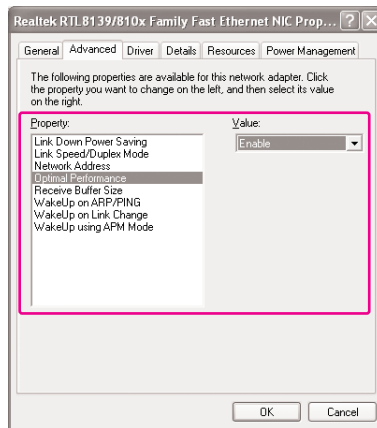 Realtek RTL8139/810x Family Fast Ethernet NIC Prop...
General Advanced Driver Details Resources Power Management
The following properties are available for this network adapter. Click
the property you want to change on the left, and then select its value
on the right.
Property:
Value:
Link Down Power Saving
Link Speed/Duplex Mode
Network Address
Optimal Performance
Receive Buffer Size
WakeUp on ARP/PING
WakeUp on Link Change
WakeUp using APM Mode
Enable
OK Cancel